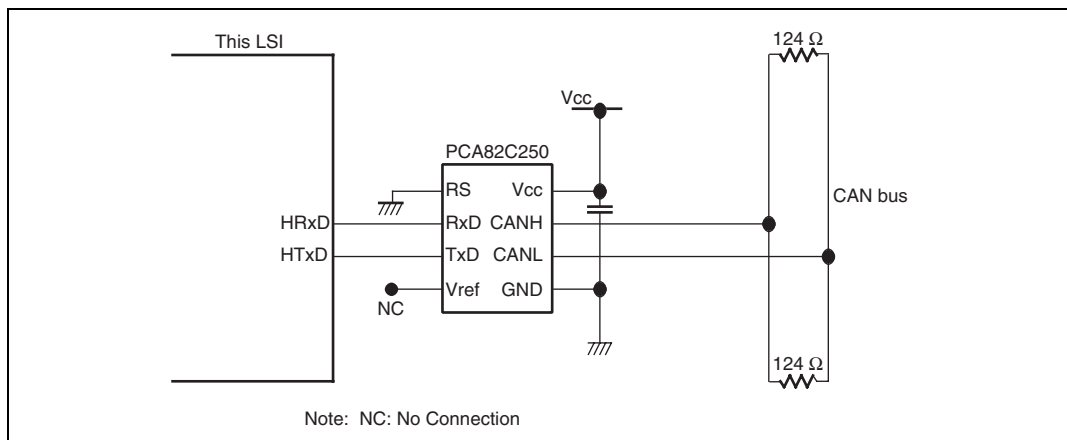 This LSI
124 Ω
Vcc
PCA82C250
RS Vcc
CAN bus
HRxD RxD CANH
HTxD TxD CANL
Vref GND
NC
124 Ω
Note: NC: No Connection